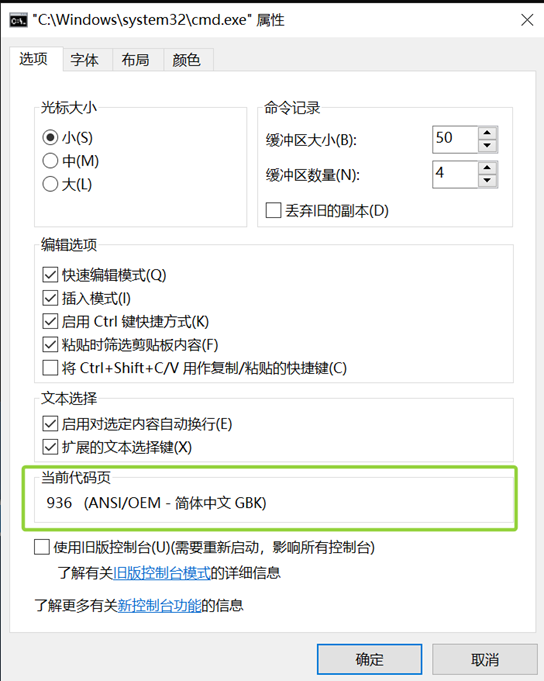 "C:\Windows\system32\cmd.exe" 属性
选项 字体 布局 颜色
光标大小
小(S)
中(M)
大(L)
命令记录
缓冲区大小(B): 50
缓冲区数量(N): 4
丢弃旧的副本(D)
编辑选项
快速编辑模式(Q)
插入模式(I)
启用 Ctrl 键快捷方式(K)
粘贴时筛选剪贴板内容(F)
将 Ctrl+Shift+C/V 用作复制/粘贴的快捷键(C)
文本选择
启用对选定内容自动换行(E)
扩展的文本选择键(X)
当前代码页
936 (ANSI/OEM - 简体中文 GBK)
使用旧版控制台(U)(需要重新启动，影响所有控制台)
了解有关旧版控制台模式的详细信息
了解更多有关新控制台功能的信息
确定 取消